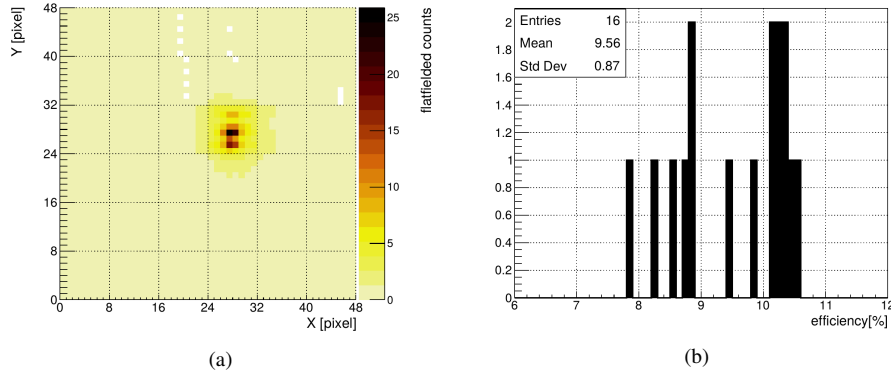 Y [pixel]
48
40
32
24
16
8
0
0 8 16 24 32 40 48
X [pixel]
25
20
15
10
5
0
flatfielded counts
(a)
Entries 16
Mean 9.56
Std Dev 0.87
2
1.8
1.6
1.4
1.2
1
0.8
0.6
0.4
0.2
0
6 7 8 9 10 11 12
efficiency[%]
(b)